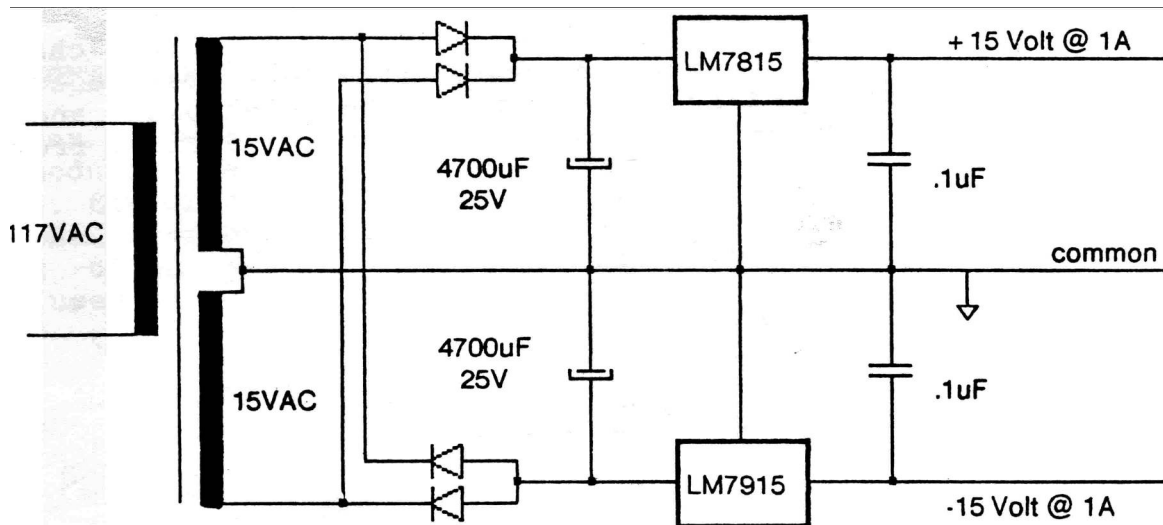 + 15 Volt @ 1A
LM7815
15VAC
4700uF
25V
.1uF
117VAC
common
4700uF
25V
.1uF
15VAC
LM7915
-15 Volt @ 1A